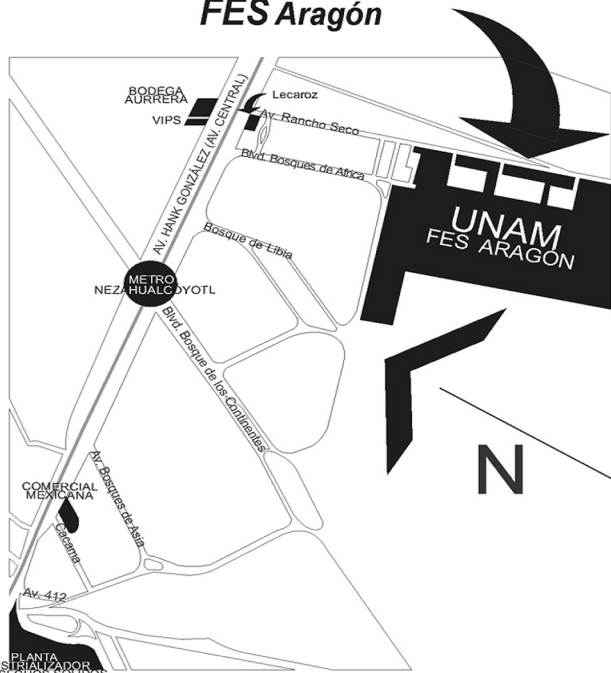 FES Aragón
BODEGA
AURRERA
VIPS
Lecaroz
Av. Rancho Seco
AV. HANK GONZÁLEZ (AV. CENTRAL)
Blvd. Bosques de Africa
UNAM
FES ARAGÓN
Bosque de Libia
METRO
NEZAHUALCOYOTL
Blvd. Bosque de los Continentes
N
Av. Bosques de Asia
COMERCIAL
MEXICANA
Cacama
Av. 412
PLANTA
STRIALIZADOR